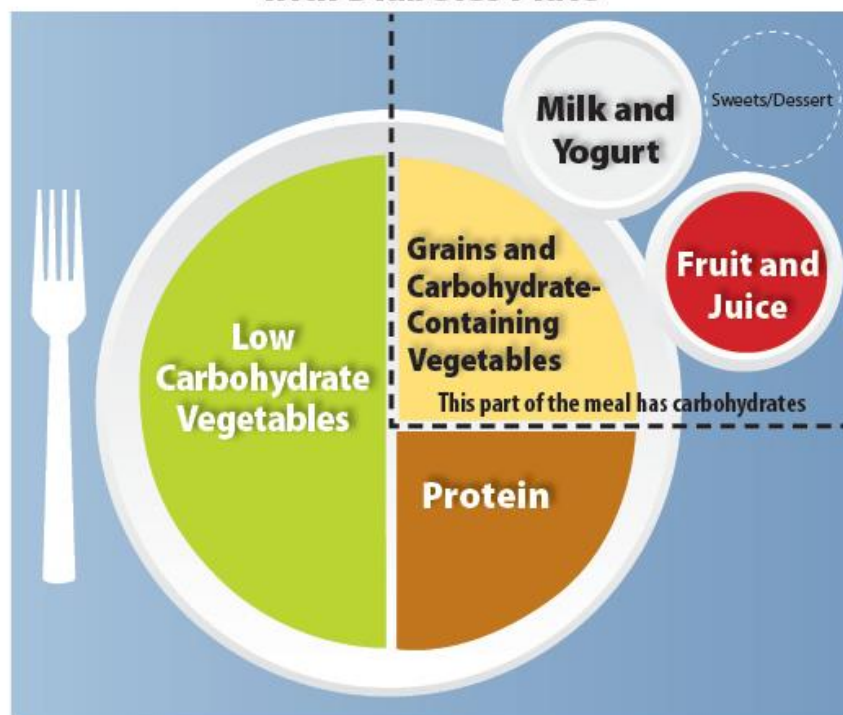 Milk and
Yogurt
Sweets/Dessert
Fruit and
Juice
Grains and
Carbohydrate-
Containing
Vegetables
This part of the meal has carbohydrates
Low
Carbohydrate
Vegetables
Protein